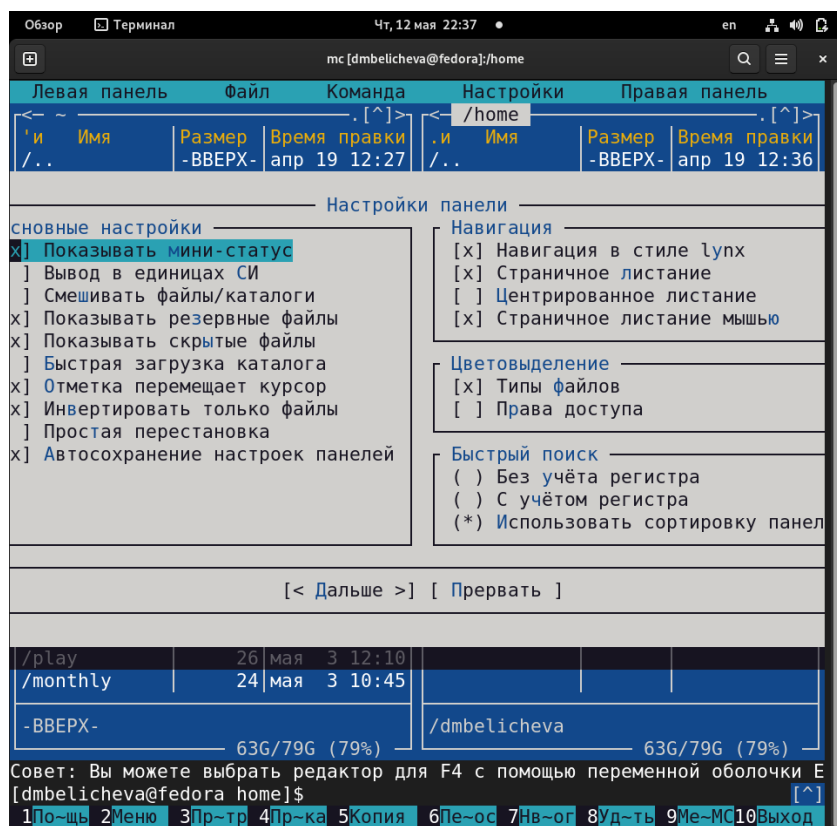 Обзор Терминал Чт, 12 мая 22:37 en
mc [dmbelicheva@fedora]:/home
Левая панель Файл Команда Настройки Правая панель
<— ~ .[^]> <— /home .[^]>
'и Имя Размер Время правки .и Имя Размер Время правки
/.. -ВВЕРХ- апр 19 12:27 /.. -ВВЕРХ- апр 19 12:36
Настройки панели
сновные настройки
x] Показывать мини-статус
] Вывод в единицах СИ
] Смешивать файлы/каталоги
x] Показывать резервные файлы
x] Показывать скрытые файлы
] Быстрая загрузка каталога
x] Отметка перемещает курсор
x] Инвертировать только файлы
] Простая перестановка
x] Автосохранение настроек панелей
Навигация
[x] Навигация в стиле lynx
[x] Страничное листание
[ ] Центрированное листание
[x] Страничное листание мышью
Цветовыделение
[x] Типы файлов
[ ] Права доступа
Быстрый поиск
( ) Без учёта регистра
( ) С учётом регистра
(*) Использовать сортировку панел
[< Дальше >] [ Прервать ]
/play 26 мая 3 12:10
/monthly 24 мая 3 10:45
-ВВЕРХ- /dmbelicheva
63G/79G (79%) 63G/79G (79%)
Совет: Вы можете выбрать редактор для F4 с помощью переменной оболочки E
[dmbelicheva@fedora home]$ [^]
1По~щь 2Меню 3Пр~тр 4Пр~ка 5Копия 6Пе~ос 7Нв~ог 8Уд~ть 9Ме~МС 10Выход